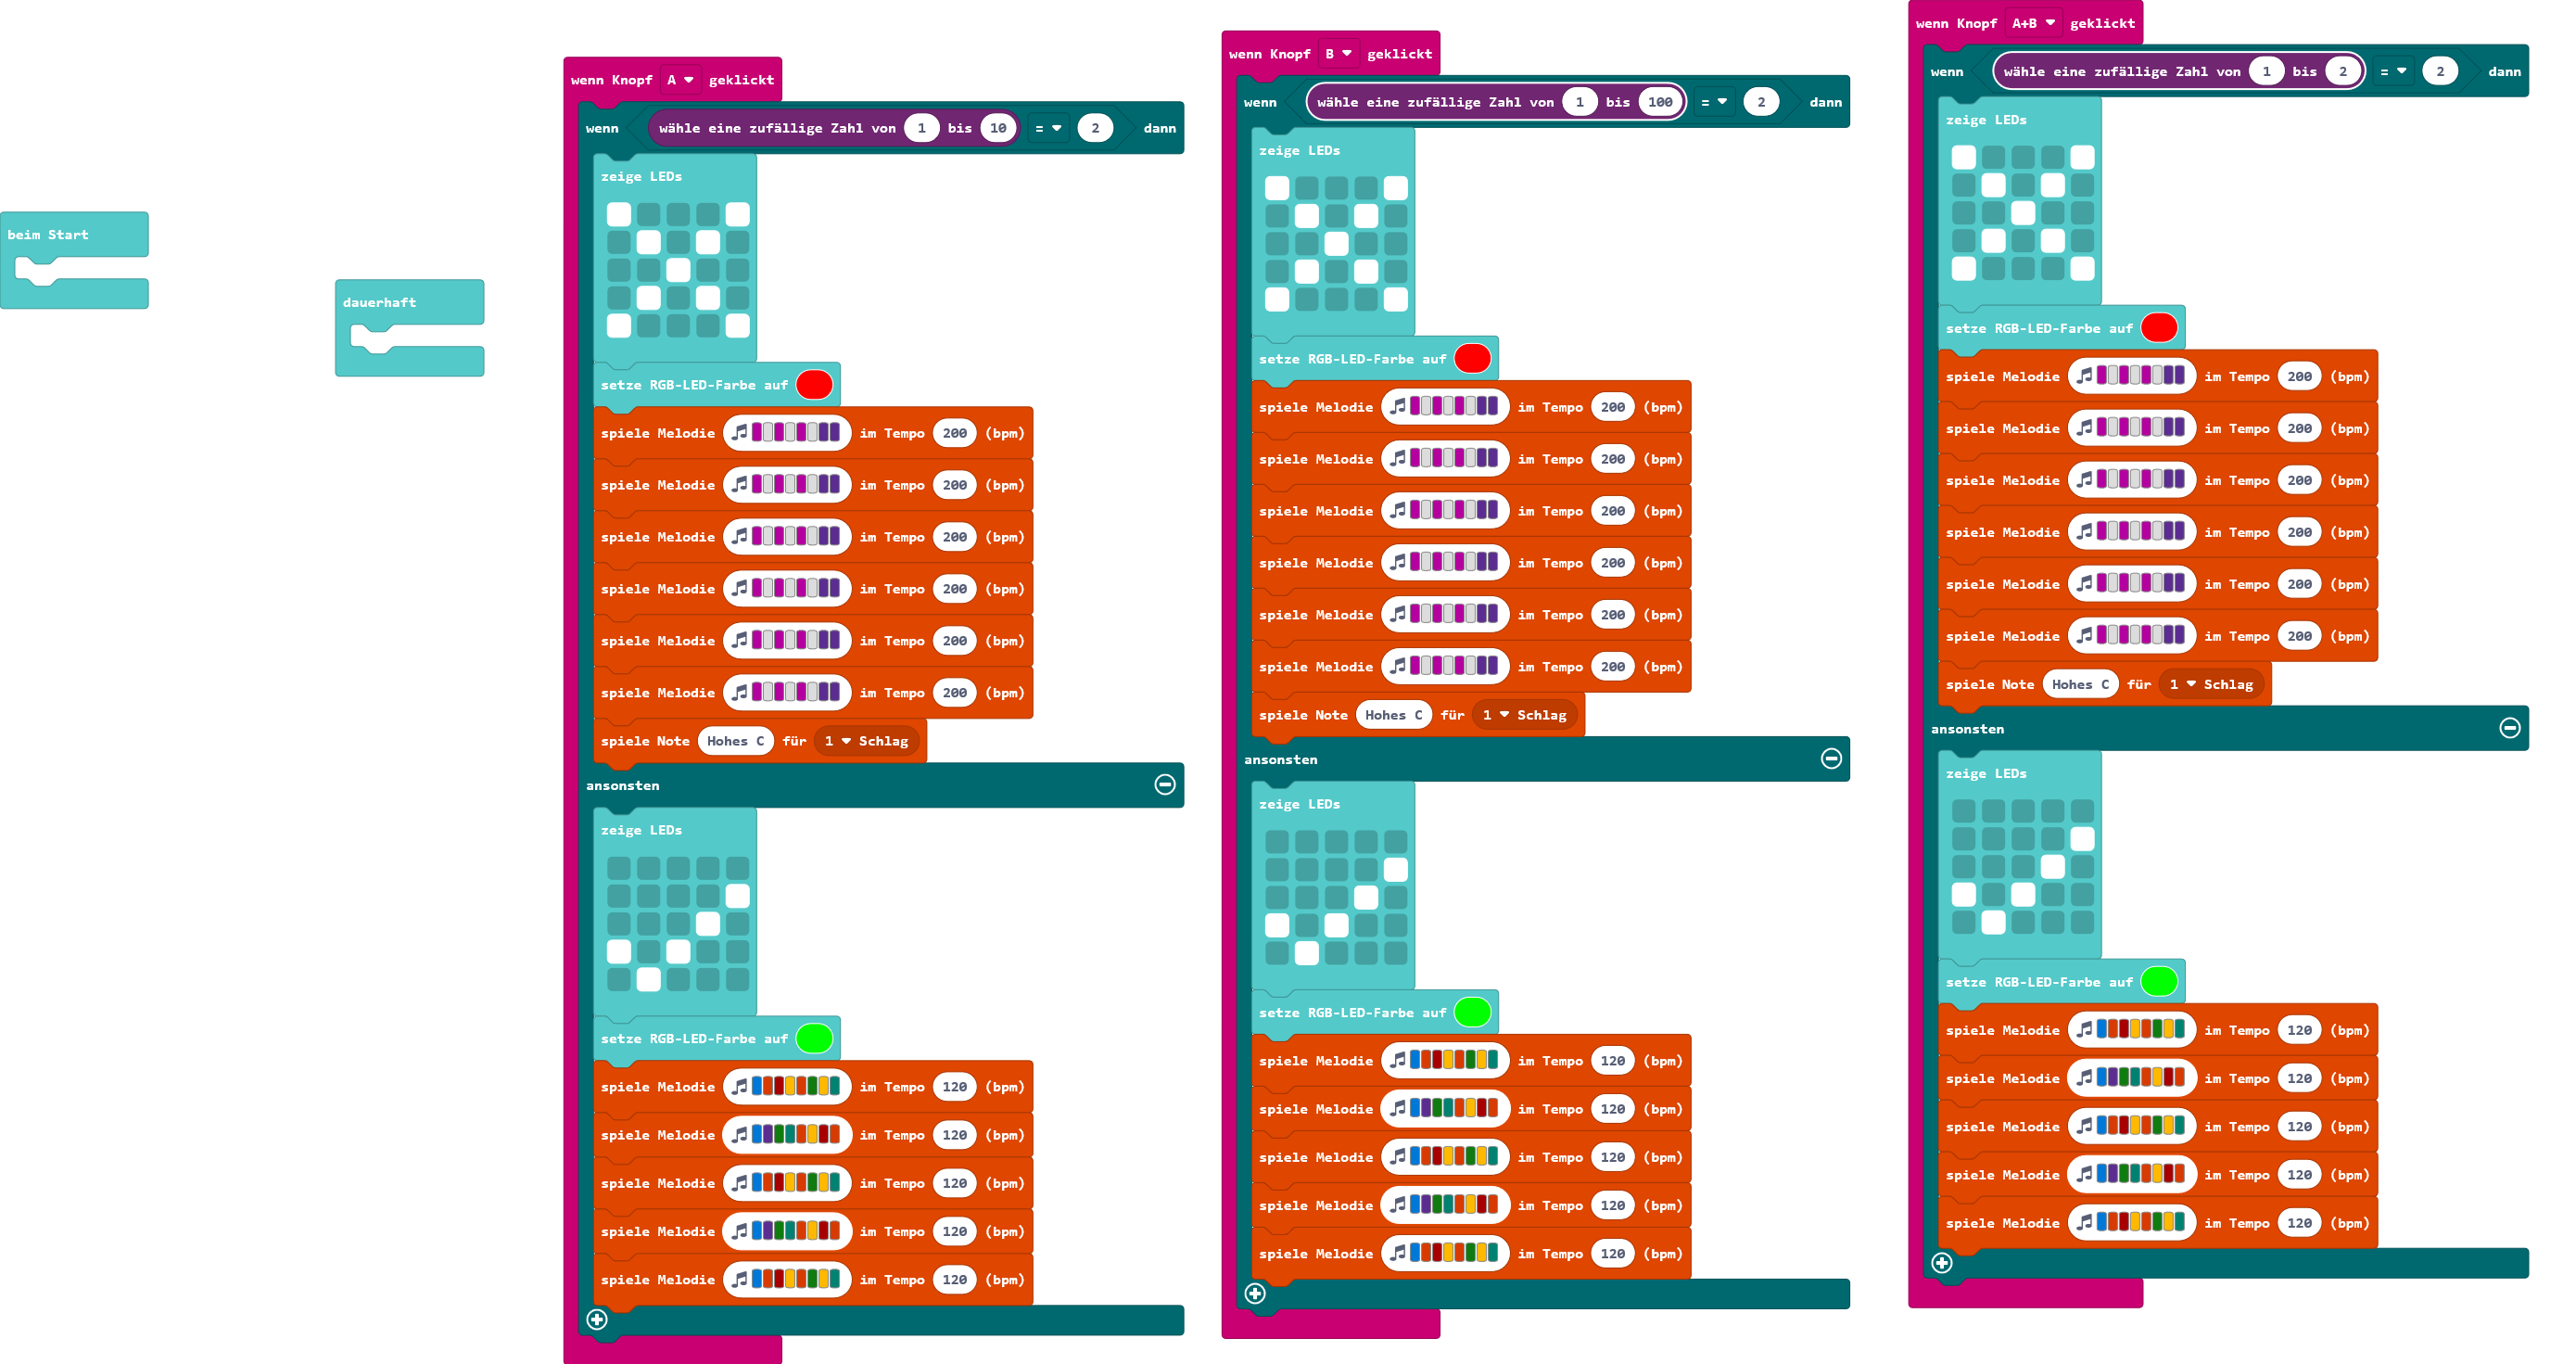 beim Start
dauerhaft
wenn Knopf A geklickt
wenn wähle eine zufällige Zahl von 1 bis 10 = 2 dann
zeige LEDs
setze RGB-LED-Farbe auf
spiele Melodie im Tempo 200 (bpm)
spiele Melodie im Tempo 200 (bpm)
spiele Melodie im Tempo 200 (bpm)
spiele Melodie im Tempo 200 (bpm)
spiele Melodie im Tempo 200 (bpm)
spiele Melodie im Tempo 200 (bpm)
spiele Note Hohes C für 1 Schlag
ansonsten
zeige LEDs
setze RGB-LED-Farbe auf
spiele Melodie im Tempo 120 (bpm)
spiele Melodie im Tempo 120 (bpm)
spiele Melodie im Tempo 120 (bpm)
spiele Melodie im Tempo 120 (bpm)
spiele Melodie im Tempo 120 (bpm)
wenn Knopf B geklickt
wenn wähle eine zufällige Zahl von 1 bis 100 = 2 dann
zeige LEDs
setze RGB-LED-Farbe auf
spiele Melodie im Tempo 200 (bpm)
spiele Melodie im Tempo 200 (bpm)
spiele Melodie im Tempo 200 (bpm)
spiele Melodie im Tempo 200 (bpm)
spiele Melodie im Tempo 200 (bpm)
spiele Melodie im Tempo 200 (bpm)
spiele Note Hohes C für 1 Schlag
ansonsten
zeige LEDs
setze RGB-LED-Farbe auf
spiele Melodie im Tempo 120 (bpm)
spiele Melodie im Tempo 120 (bpm)
spiele Melodie im Tempo 120 (bpm)
spiele Melodie im Tempo 120 (bpm)
spiele Melodie im Tempo 120 (bpm)
wenn Knopf A+B geklickt
wenn wähle eine zufällige Zahl von 1 bis 2 = 2 dann
zeige LEDs
setze RGB-LED-Farbe auf
spiele Melodie im Tempo 200 (bpm)
spiele Melodie im Tempo 200 (bpm)
spiele Melodie im Tempo 200 (bpm)
spiele Melodie im Tempo 200 (bpm)
spiele Melodie im Tempo 200 (bpm)
spiele Melodie im Tempo 200 (bpm)
spiele Note Hohes C für 1 Schlag
ansonsten
zeige LEDs
setze RGB-LED-Farbe auf
spiele Melodie im Tempo 120 (bpm)
spiele Melodie im Tempo 120 (bpm)
spiele Melodie im Tempo 120 (bpm)
spiele Melodie im Tempo 120 (bpm)
spiele Melodie im Tempo 120 (bpm)